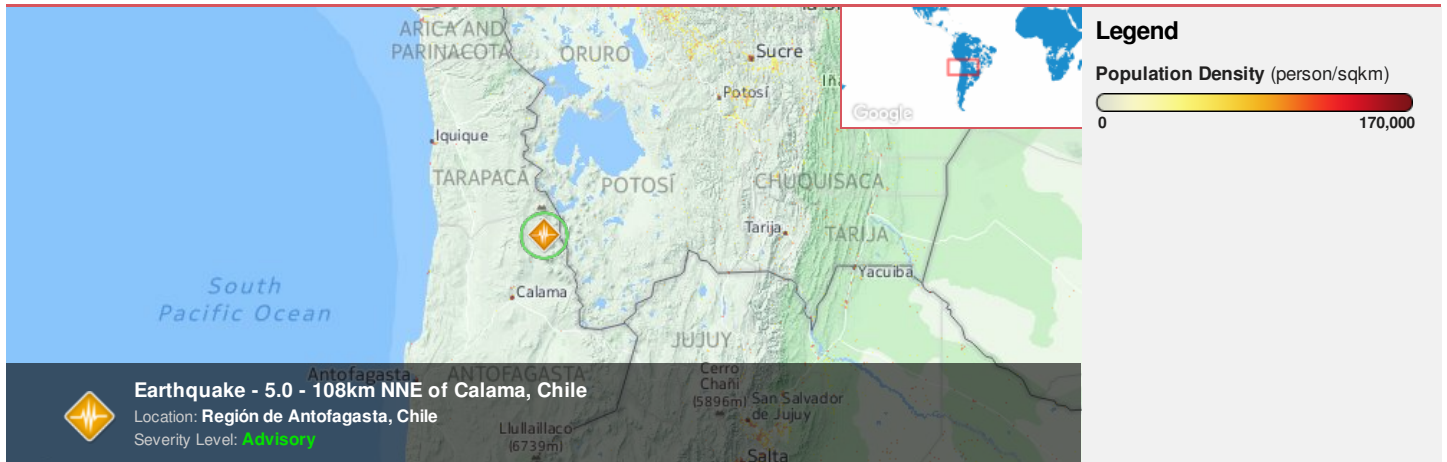 ARICA AND
PARINACOTA
ORURO
Sucre
Potosí
Iquique
TARAPACÁ
POTOSÍ
CHUQUISACA
Tarija
TARIJA
Yacuiba
Calama
South
Pacific Ocean
JUJUY
Antofagasta
ANTOFAGASTA
Cerro
Chañi
(5896m)
San Salvador
de Jujuy
Llullaillaco
(6739m)
Salta
Google
Earthquake - 5.0 - 108km NNE of Calama, Chile
Location: Región de Antofagasta, Chile
Severity Level: Advisory
Legend
Population Density (person/sqkm)
0 170,000